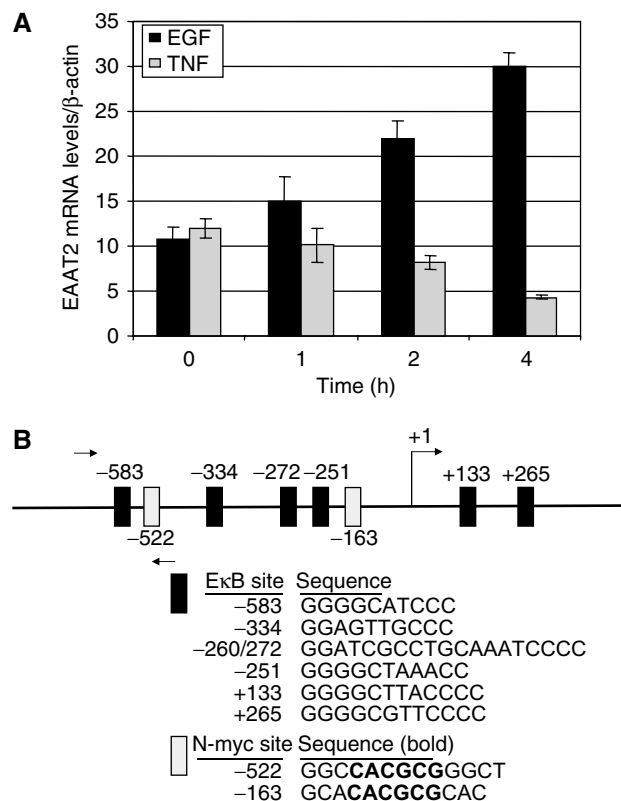 A
EAAT2 mRNA levels/β-actin
35
30
25
20
15
10
5
0
EGF
TNF
0 1 2 4
Time (h)
B
+1
−583 −334 −272 −251 +133 +265
−522 −163
EκB site Sequence
−583 GGGGCATCCC
−334 GGAGTTGCCC
−260/272 GGATCGCCTGCAAATCCCC
−251 GGGGCTAAACC
+133 GGGGCTTACCCC
+265 GGGGCGTTCCCC
N-myc site Sequence (bold)
−522 GGCCACGCGGGCT
−163 GCACACGCGCAC